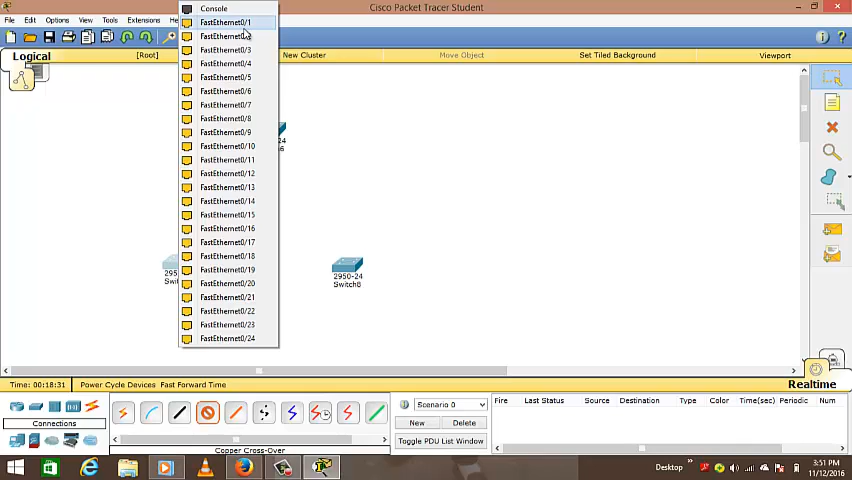 Cisco Packet Tracer Student
File Edit Options View Tools Extensions Help
Logical [Root] New Cluster Move Object Set Tiled Background Viewport
Console
FastEthernet0/1
FastEthernet0/2
FastEthernet0/3
FastEthernet0/4
FastEthernet0/5
FastEthernet0/6
FastEthernet0/7
FastEthernet0/8
FastEthernet0/9
FastEthernet0/10
FastEthernet0/11
FastEthernet0/12
FastEthernet0/13
FastEthernet0/14
FastEthernet0/15
FastEthernet0/16
FastEthernet0/17
FastEthernet0/18
FastEthernet0/19
FastEthernet0/20
FastEthernet0/21
FastEthernet0/22
FastEthernet0/23
FastEthernet0/24
2950-24
Switch8
Time: 00:18:31 Power Cycle Devices Fast Forward Time Realtime
Scenario 0
New Delete
Toggle PDU List Window
Fire Last Status Source Destination Type Color Time(sec) Periodic Num
Connections
Copper Cross-Over
Desktop
3:51 PM
11/12/2016